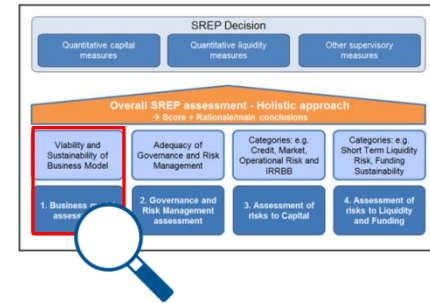 SREP Decision
Quantitative capital
measures
Quantitative liquidity
measures
Other supervisory
measures
Overall SREP assessment - Holistic approach
→ Score + Rationale/main conclusions
Viability and
Sustainability of
Business Model
Adequacy of
Governance and Risk
Management
Categories: e.g.
Credit, Market,
Operational Risk and
IRRBB
Categories: e.g.
Short Term Liquidity
Risk, Funding
Sustainability
1. Business
assess
2. Governance and
Risk Management
assessment
3. Assessment of
risks to Capital
4. Assessment of
risks to Liquidity
and Funding